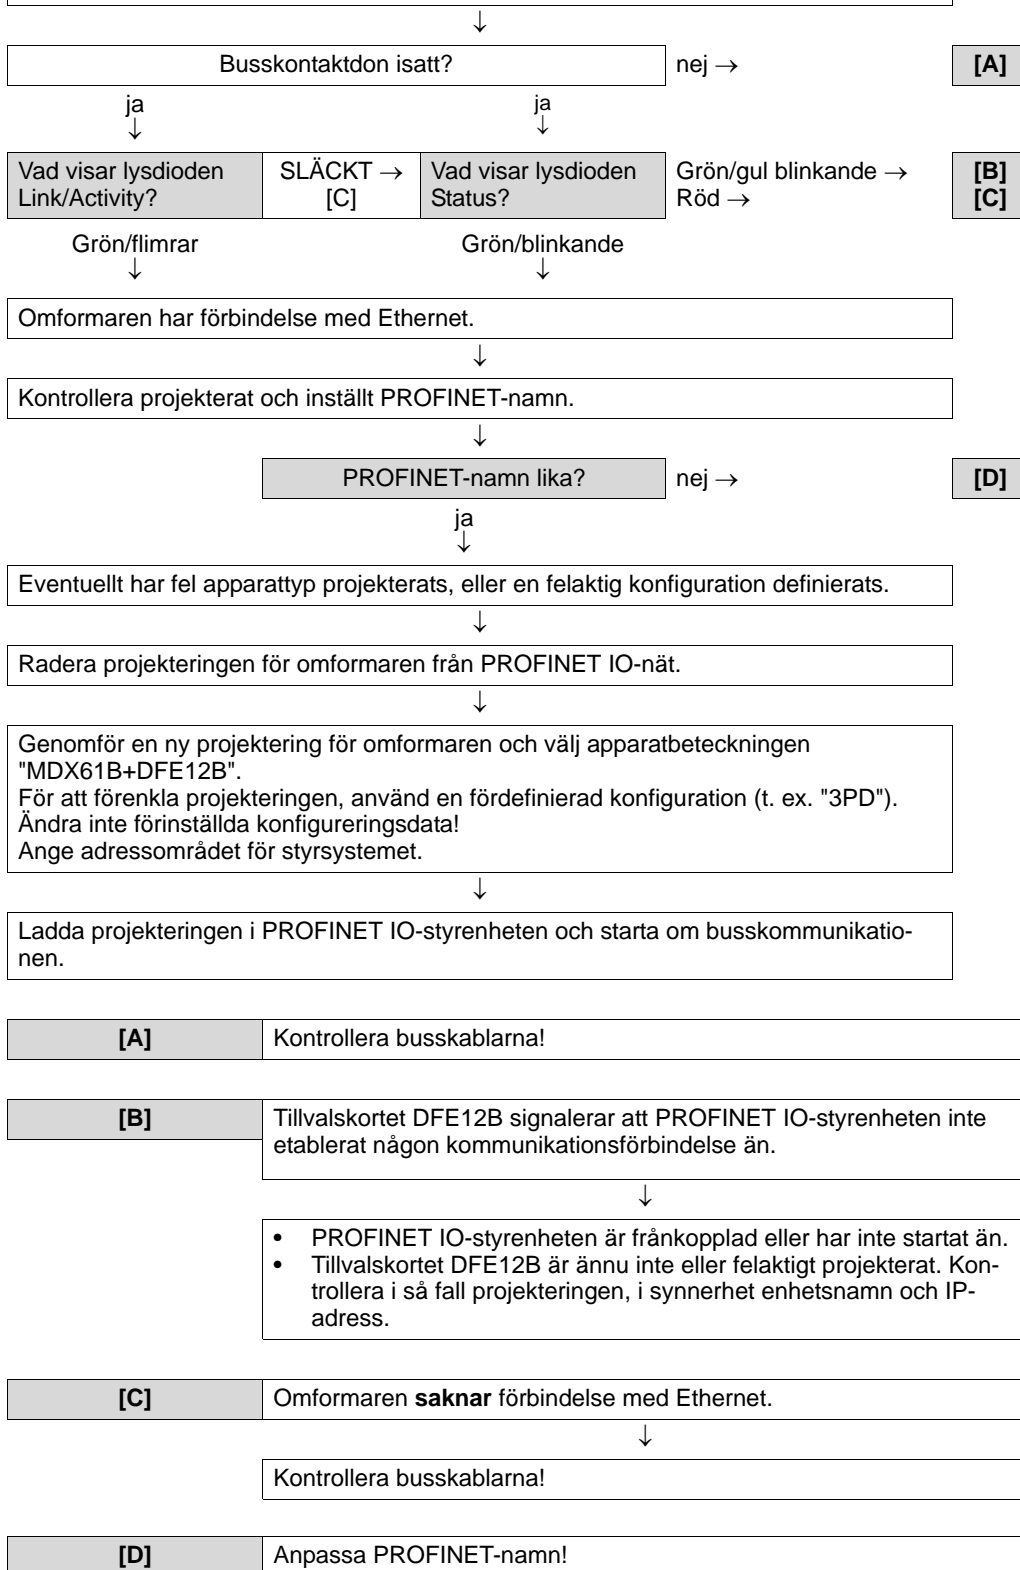 ↓
Busskontaktdon isatt? nej → [A]
ja ja
↓ ↓
Vad visar lysdioden SLÄCKT → Vad visar lysdioden Grön/gul blinkande → [B]
Link/Activity? [C] Status? Röd → [C]
Grön/flimrar Grön/blinkande
↓ ↓
Omformaren har förbindelse med Ethernet.
↓
Kontrollera projekterat och inställt PROFINET-namn.
↓
PROFINET-namn lika? nej → [D]
ja
↓
Eventuellt har fel apparattyp projekterats, eller en felaktig konfiguration definierats.
↓
Radera projekteringen för omformaren från PROFINET IO-nät.
↓
Genomför en ny projektering för omformaren och välj apparatbeteckningen
"MDX61B+DFE12B".
För att förenkla projekteringen, använd en fördefinierad konfiguration (t. ex. "3PD").
Ändra inte förinställda konfigureringsdata!
Ange adressområdet för styrsystemet.
↓
Ladda projekteringen i PROFINET IO-styrenheten och starta om busskommunikatio-
nen.
[A] Kontrollera busskablarna!
[B] Tillvalskortet DFE12B signalerar att PROFINET IO-styrenheten inte
etablerat någon kommunikationsförbindelse än.
↓
• PROFINET IO-styrenheten är frånkopplad eller har inte startat än.
• Tillvalskortet DFE12B är ännu inte eller felaktigt projekterat. Kon-
trollera i så fall projekteringen, i synnerhet enhetsnamn och IP-
adress.
[C] Omformaren saknar förbindelse med Ethernet.
↓
Kontrollera busskablarna!
[D] Anpassa PROFINET-namn!